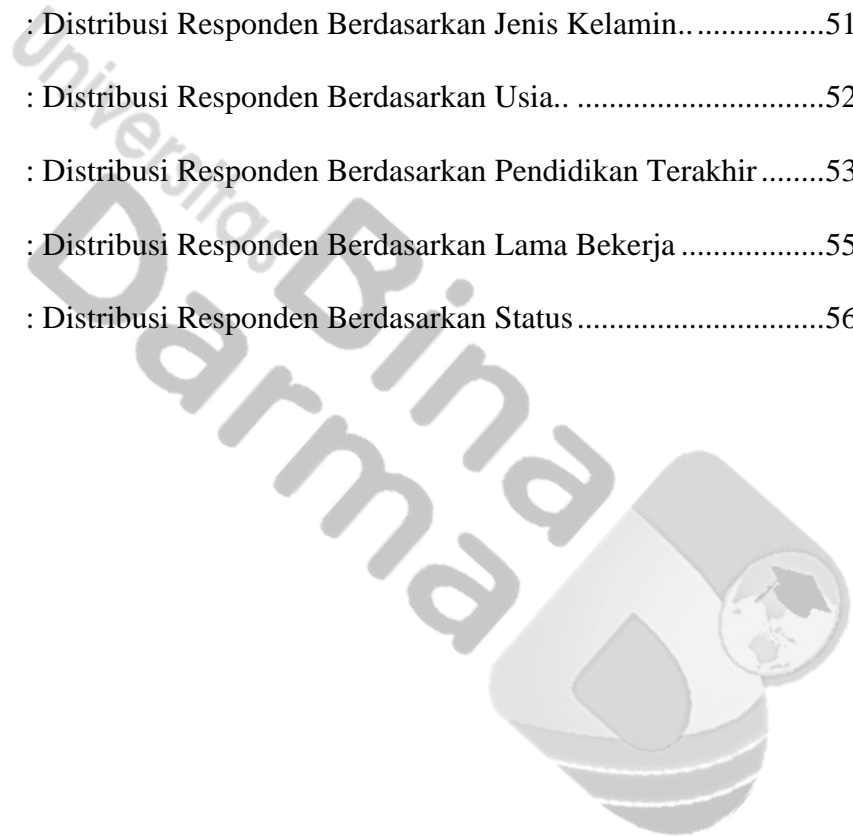 : Distribusi Responden Berdasarkan Jenis Kelamin..................51
: Distribusi Responden Berdasarkan Usia.. ...............................52
: Distribusi Responden Berdasarkan Pendidikan Terakhir........53
: Distribusi Responden Berdasarkan Lama Bekerja ..................55
: Distribusi Responden Berdasarkan Status...............................56
Universitas
Bina
Darma